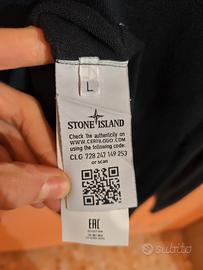 L
STONE ISLAND
Check the authenticity on
WWW.CERTILOGO.COM
using the following code:
CLG 728 247 149 253
or scan
EAC
subito